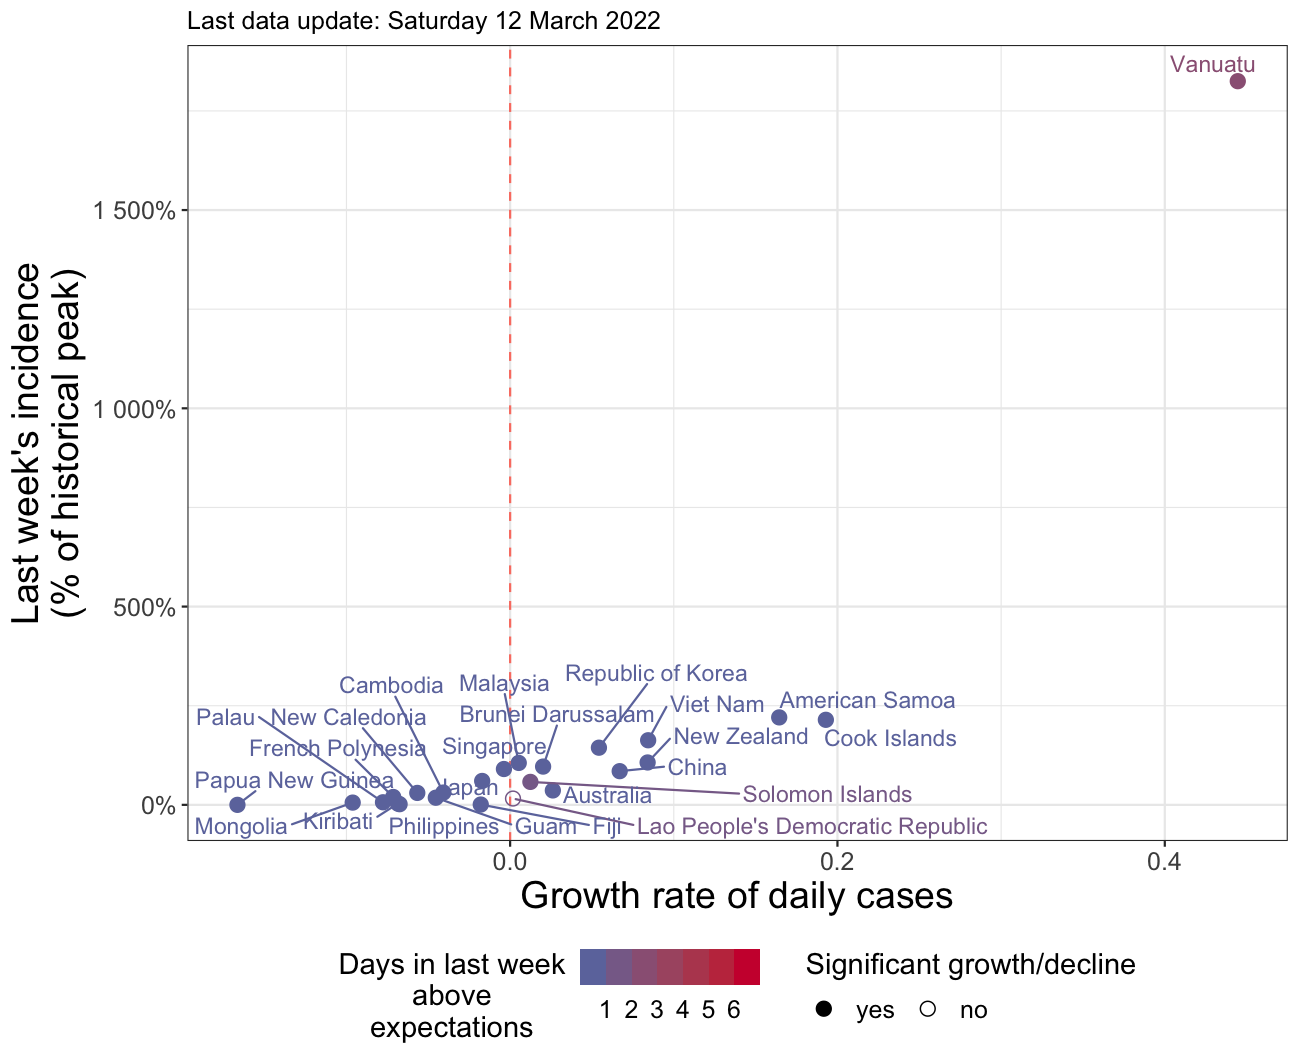 Last data update: Saturday 12 March 2022
Vanuatu
1 500%
1 000%
500%
0%
Last week's incidence
(% of historical peak)
Republic of Korea
Cambodia
Malaysia
American Samoa
Viet Nam
Palau
New Caledonia
Brunei Darussalam
New Zealand
Cook Islands
French Polynesia
Singapore
China
Papua New Guinea
Japan
Australia
Solomon Islands
Mongolia
Kiribati
Philippines
Guam
Fiji
Lao People's Democratic Republic
0.0
0.2
0.4
Growth rate of daily cases
Days in last week
above
expectations
1 2 3 4 5 6
Significant growth/decline
yes
no